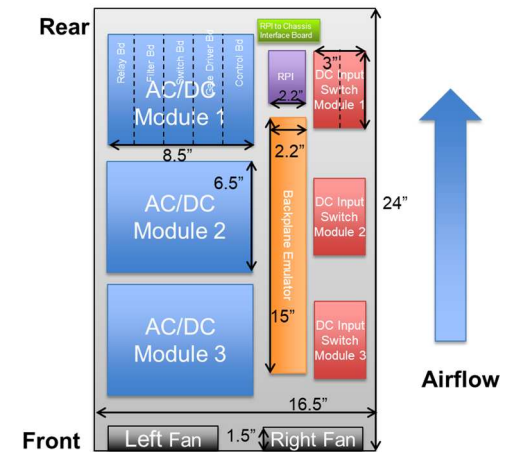 Rear
RPI to Chassis
Interface Board
Relay Bd
Filter Bd
Switch Bd
Driver Bd
Control Bd
AC/DC
Module 1
8.5”
RPI
2.2”
3”
DC Input
Switch
Module 1
2.2”
6.5”
AC/DC
Module 2
Backplane Emulator
DC Input
Switch
Module 2
24”
15”
AC/DC
Module 3
DC Input
Switch
Module 3
Airflow
16.5”
Front
Left Fan
1.5”
Right Fan